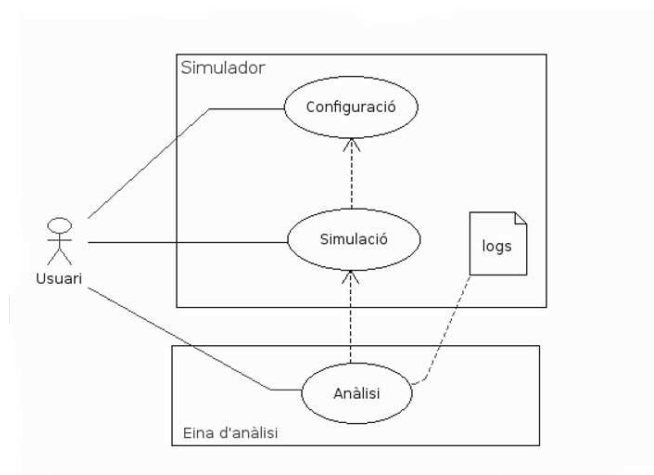 Simulador
Configuració
Simulació
logs
Usuari
Anàlisi
Eina d'anàlisi